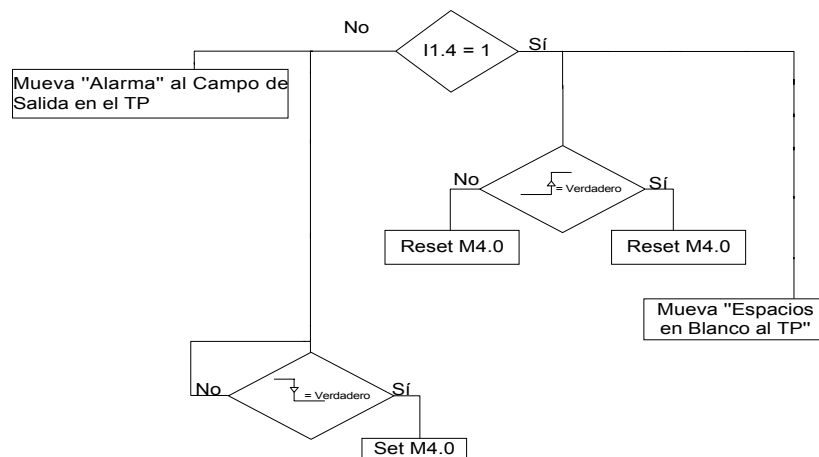 No
I1.4 = 1
Sí
Mueva "Alarma" al Campo de
Salida en el TP
No
= Verdadero
Sí
Reset M4.0
Reset M4.0
Mueva "Espacios
en Blanco al TP"
No
= Verdadero
Sí
Set M4.0